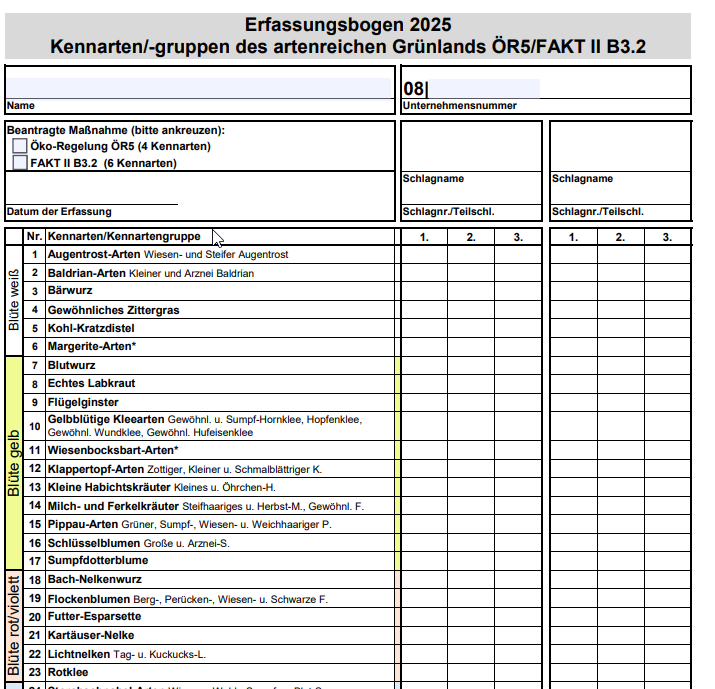 Erfassungsbogen 2025
Kennarten/-gruppen des artenreichen Grünlands ÖR5/FAKT II B3.2
08|
Name
Unternehmensnummer
Beantragte Maßnahme (bitte ankreuzen):
Öko-Regelung ÖR5 (4 Kennarten)
FAKT II B3.2 (6 Kennarten)
Schlagname
Schlagname
Datum der Erfassung
Schlagnr./Teilschl.
Schlagnr./Teilschl.
Nr. Kennarten/Kennartengruppe 1. 2. 3. 1. 2. 3.
Blüte weiß
1 Augentrost-Arten Wiesen- und Steifer Augentrost
2 Baldrian-Arten Kleiner und Arznei Baldrian
3 Bärwurz
4 Gewöhnliches Zittergras
5 Kohl-Kratzdistel
6 Margerite-Arten*
Blüte gelb
7 Blutwurz
8 Echtes Labkraut
9 Flügelginster
10 Gelbblütige Kleearten Gewöhnl. u. Sumpf-Hornklee, Hopfenklee,
Gewöhnl. Wundklee, Gewöhnl. Hufeisenklee
11 Wiesenbocksbart-Arten*
12 Klappertopf-Arten Zottiger, Kleiner u. Schmalblättriger K.
13 Kleine Habichtskräuter Kleines u. Öhrchen-H.
14 Milch- und Ferkelkräuter Steifhaariges u. Herbst-M., Gewöhnl. F.
15 Pippau-Arten Grüner, Sumpf-, Wiesen- u. Weichhaariger P.
16 Schlüsselblumen Große u. Arznei-S.
17 Sumpfdotterblume
Blüte rot/violett
18 Bach-Nelkenwurz
19 Flockenblumen Berg-, Perücken-, Wiesen- u. Schwarze F.
20 Futter-Esparsette
21 Kartäuser-Nelke
22 Lichtnelken Tag- u. Kuckucks-L.
23 Rotklee